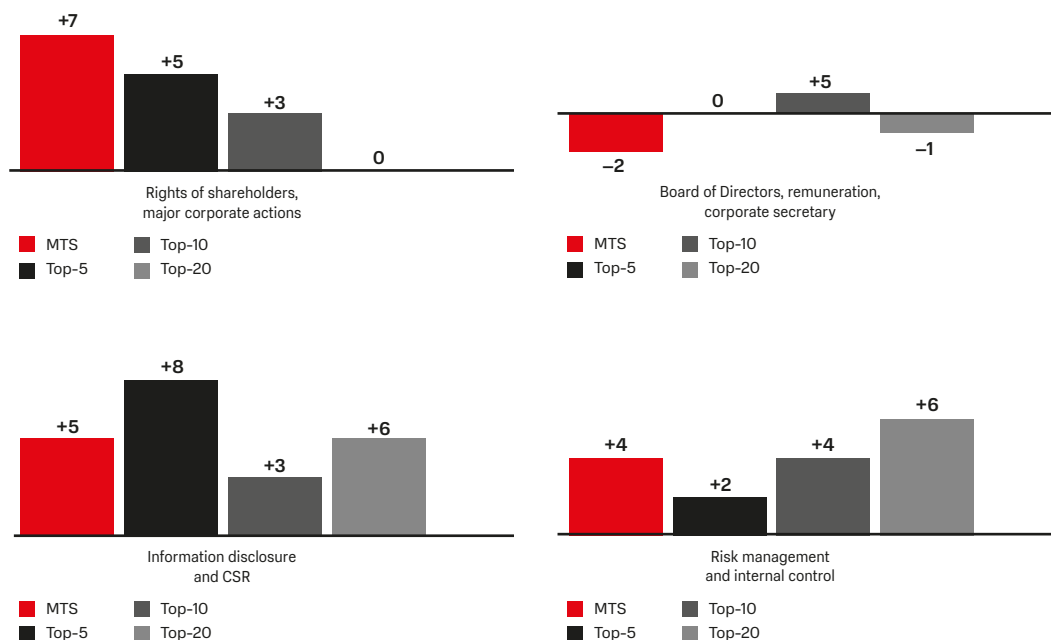 +7
+5
+3
0
Rights of shareholders,
major corporate actions
MTS
Top-10
Top-5
Top-20
+5
0
–2
–1
Board of Directors, remuneration,
corporate secretary
MTS
Top-10
Top-5
Top-20
+5
+8
+3
+6
Information disclosure
and CSR
MTS
Top-10
Top-5
Top-20
+4
+2
+4
+6
Risk management
and internal control
MTS
Top-10
Top-5
Top-20